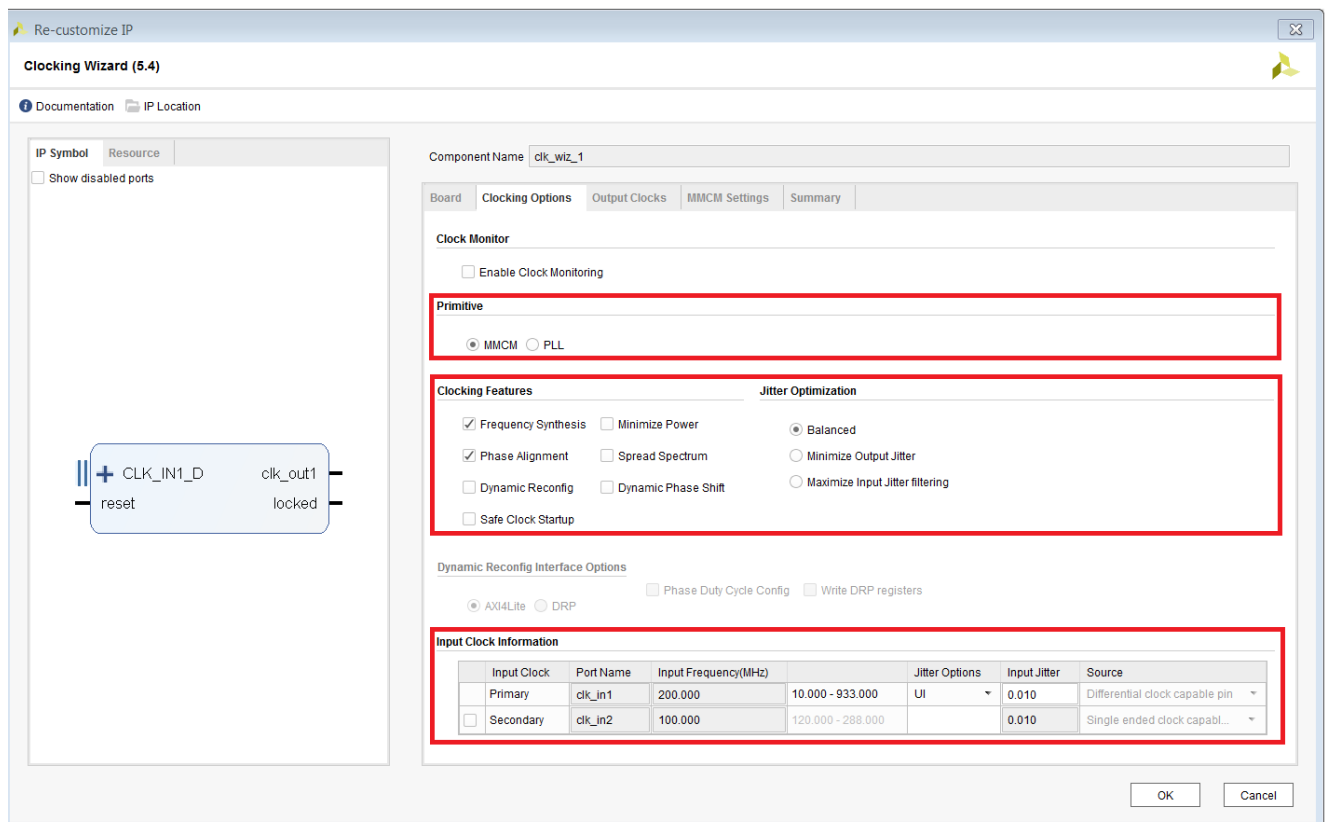 Re-customize IP
Clocking Wizard (5.4)
Documentation IP Location
IP Symbol Resource
Show disabled ports
CLK_IN1_D clk_out1
reset locked
Component Name clk_wiz_1
Board Clocking Options Output Clocks MMCM Settings Summary
Clock Monitor
Enable Clock Monitoring
Primitive
MMCM PLL
Clocking Features Jitter Optimization
Frequency Synthesis Minimize Power Balanced
Phase Alignment Spread Spectrum Minimize Output Jitter
Dynamic Reconfig Dynamic Phase Shift Maximize Input Jitter filtering
Safe Clock Startup
Dynamic Reconfig Interface Options
Phase Duty Cycle Config Write DRP registers
AXI4Lite DRP
Input Clock Information
Input Clock Port Name Input Frequency(MHz) Jitter Options Input Jitter Source
Primary clk_in1 200.000 10.000 - 933.000 UI 0.010 Differential clock capable pin
Secondary clk_in2 100.000 120.000 - 288.000 0.010 Single ended clock capabl...
OK Cancel